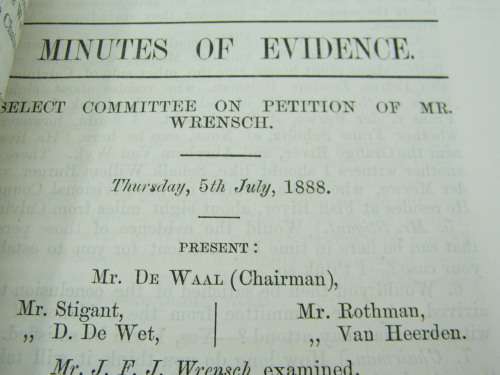 MINUTES OF EVIDENCE.
SELECT COMMITTEE ON PETITION OF MR.
WRENSCH.
Thursday, 5th July, 1888.
PRESENT:
Mr. DE WAAL (Chairman),
Mr. Stigant,
„ D. De Wet,
Mr. Rothman,
„ Van Heerden.
Mr. J. F. J. Wrensch examined.